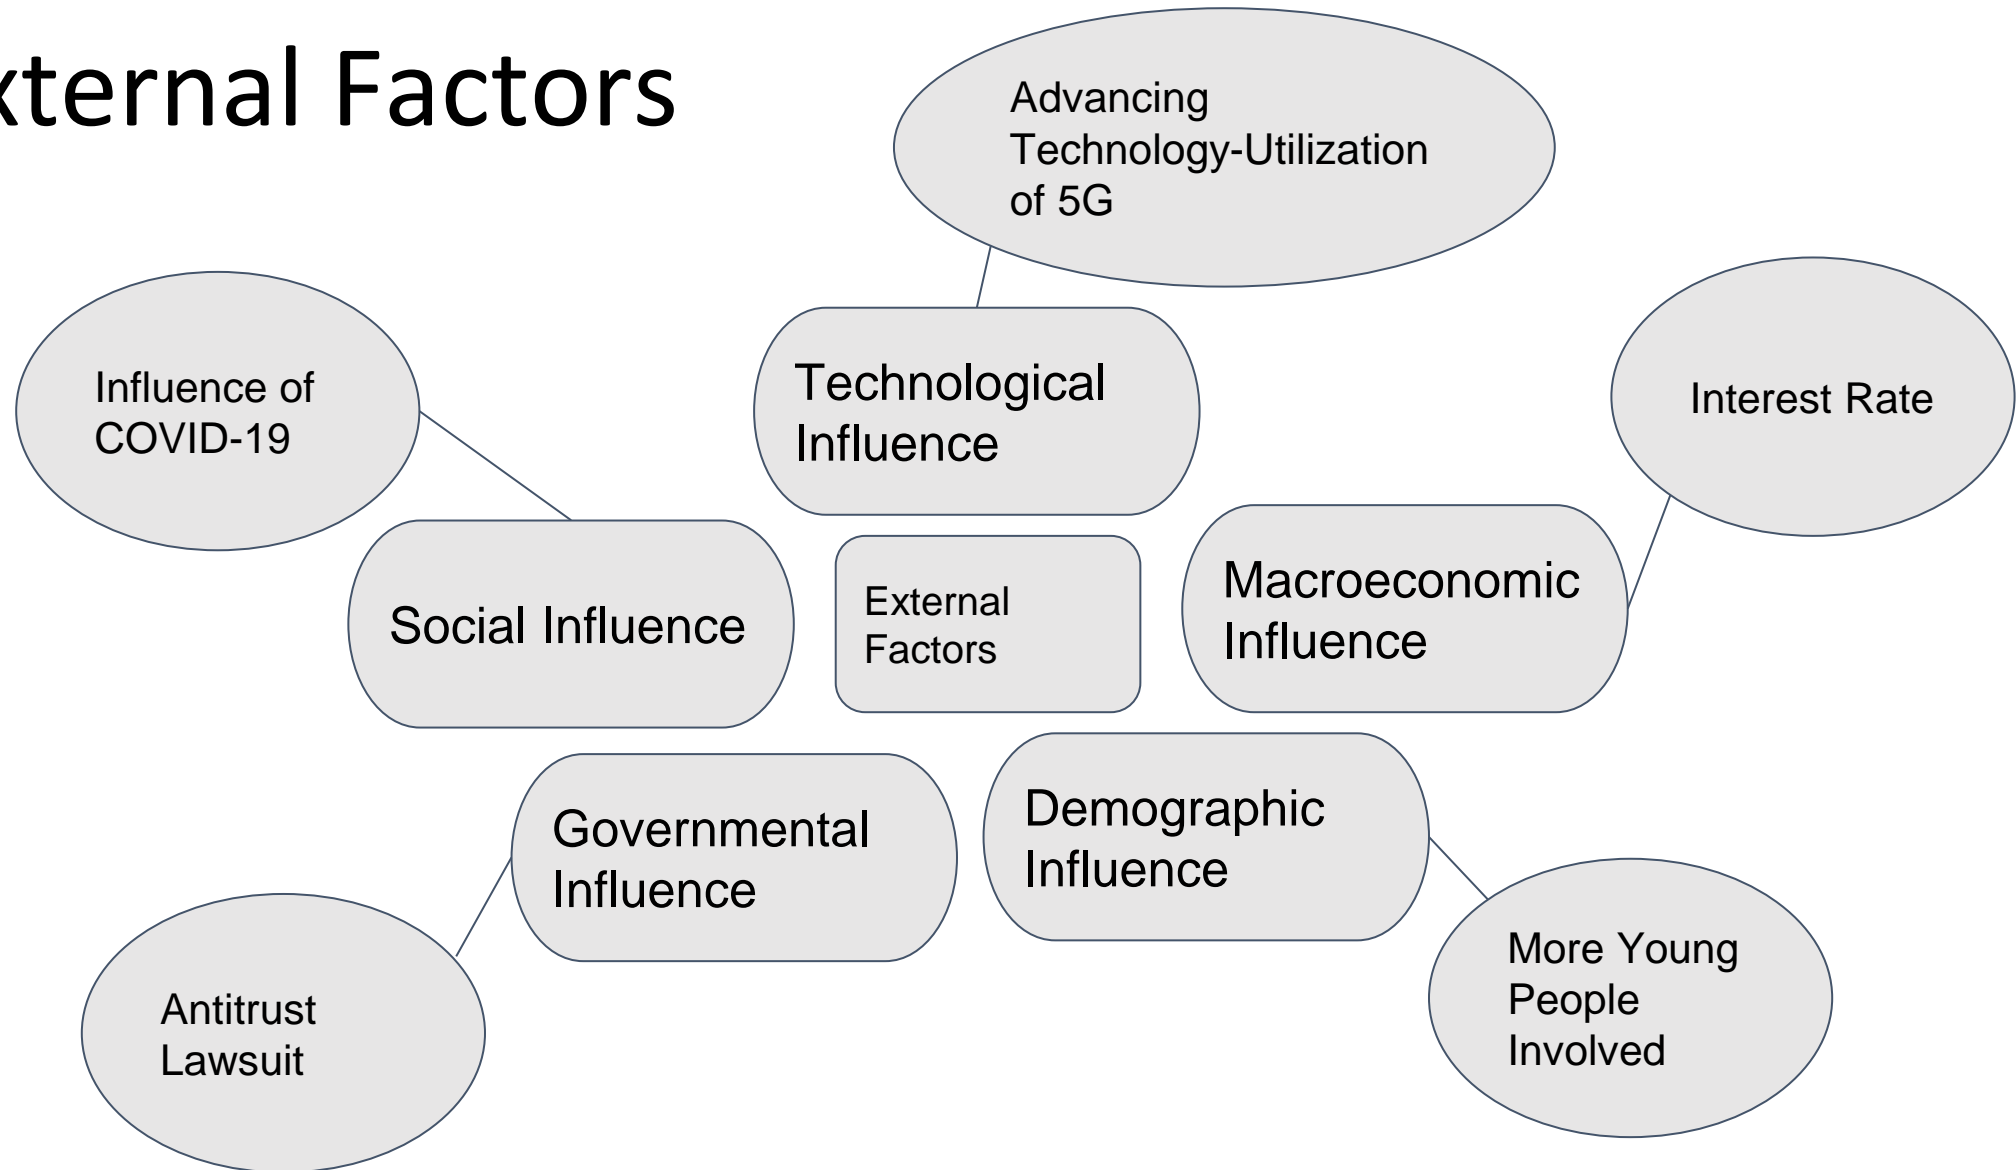 xternal Factors
Advancing
Technology-Utilization
of 5G
Influence of
COVID-19
Technological
Influence
Interest Rate
Social Influence
External
Factors
Macroeconomic
Influence
Governmental
Influence
Demographic
Influence
Antitrust
Lawsuit
More Young
People
Involved